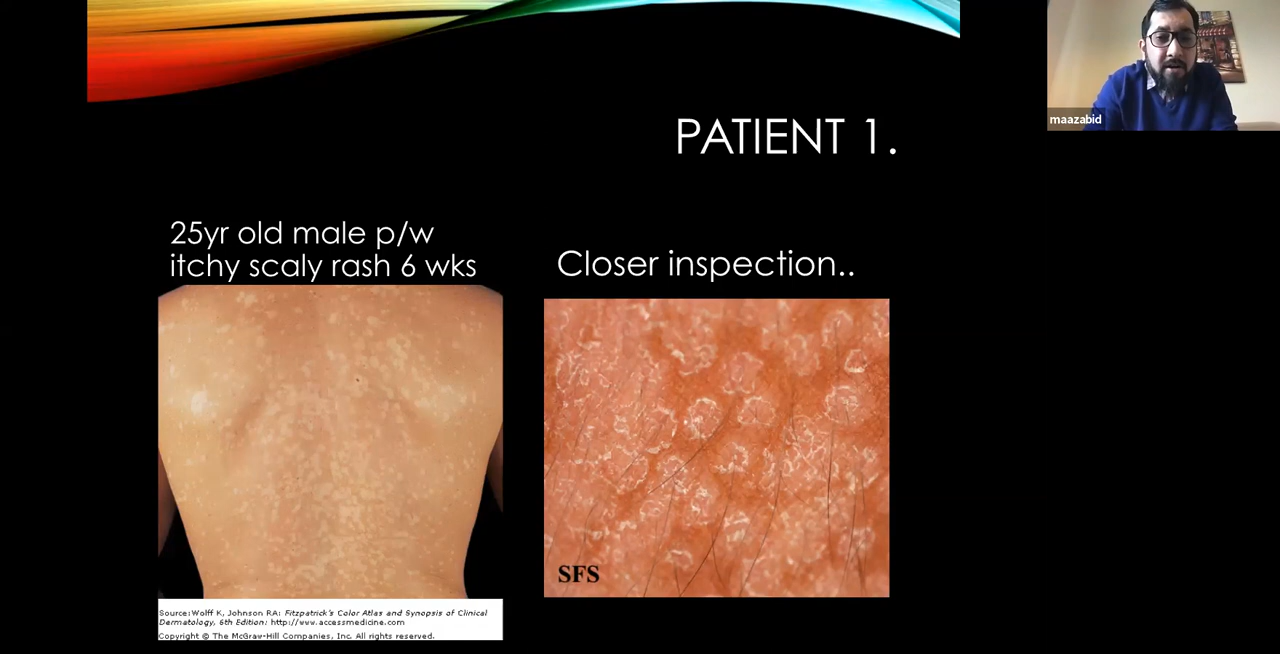 maazabid
PATIENT 1.
25yr old male p/w
itchy scaly rash 6 wks
Closer inspection..
SFS
Source: Wolff K, Johnson RA: Fitzpatrick's Color Atlas and Synopsis of Clinical
Dermatology, 6th Edition: http://www.accessmedicine.com
Copyright © The McGraw-Hill Companies, Inc. All rights reserved.